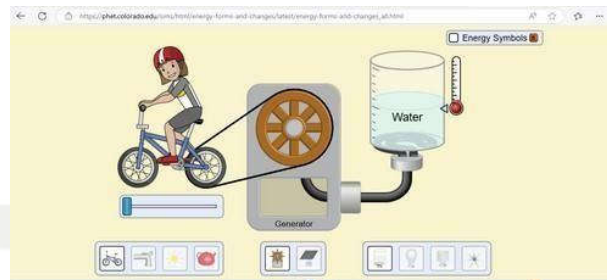 https://phet.colorado.edu/sims/html/energy-forms-and-changes/latest/energy-forms-and-changes_all.html
Energy Symbols E
Water
Generator